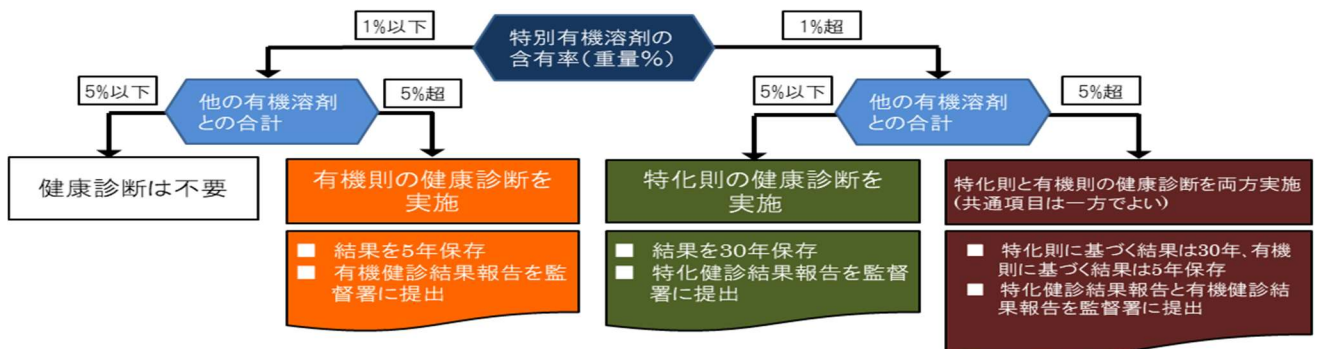 1%以下
特別有機溶剤の
含有率(重量%)
1%超
5%以下
他の有機溶剤
との合計
5%超
5%以下
他の有機溶剤
との合計
5%超
健康診断は不要
有機則の健康診断を
実施
■ 結果を5年保存
■ 有機健診結果報告を監
督署に提出
特化則の健康診断を
実施
■ 結果を30年保存
■ 特化健診結果報告を監督
署に提出
特化則と有機則の健康診断を両方実施
(共通項目は一方でよい)
■ 特化則に基づく結果は30年、有機
則に基づく結果は5年保存
■ 特化健診結果報告と有機健診結
果報告を監督署に提出